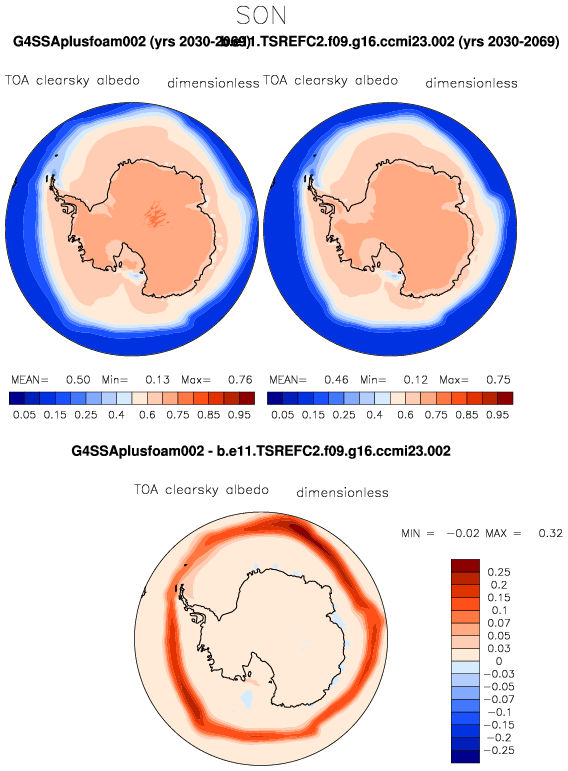 SON
G4SSAplusfoam002 (yrs 2030-2069) b.e11.TSREFC2.f09.g16.ccmi23.002 (yrs 2030-2069)
TOA clearsky albedo dimensionless TOA clearsky albedo dimensionless
MEAN= 0.50 Min= 0.13 Max= 0.76 MEAN= 0.46 Min= 0.12 Max= 0.75
0.05 0.15 0.25 0.4 0.6 0.75 0.85 0.95 0.05 0.15 0.25 0.4 0.6 0.75 0.85 0.95
G4SSAplusfoam002 - b.e11.TSREFC2.f09.g16.ccmi23.002
TOA clearsky albedo dimensionless
MIN = -0.02 MAX = 0.32
0.25
0.2
0.15
0.1
0.07
0.05
0.03
0
-0.03
-0.05
-0.07
-0.1
-0.15
-0.2
-0.25